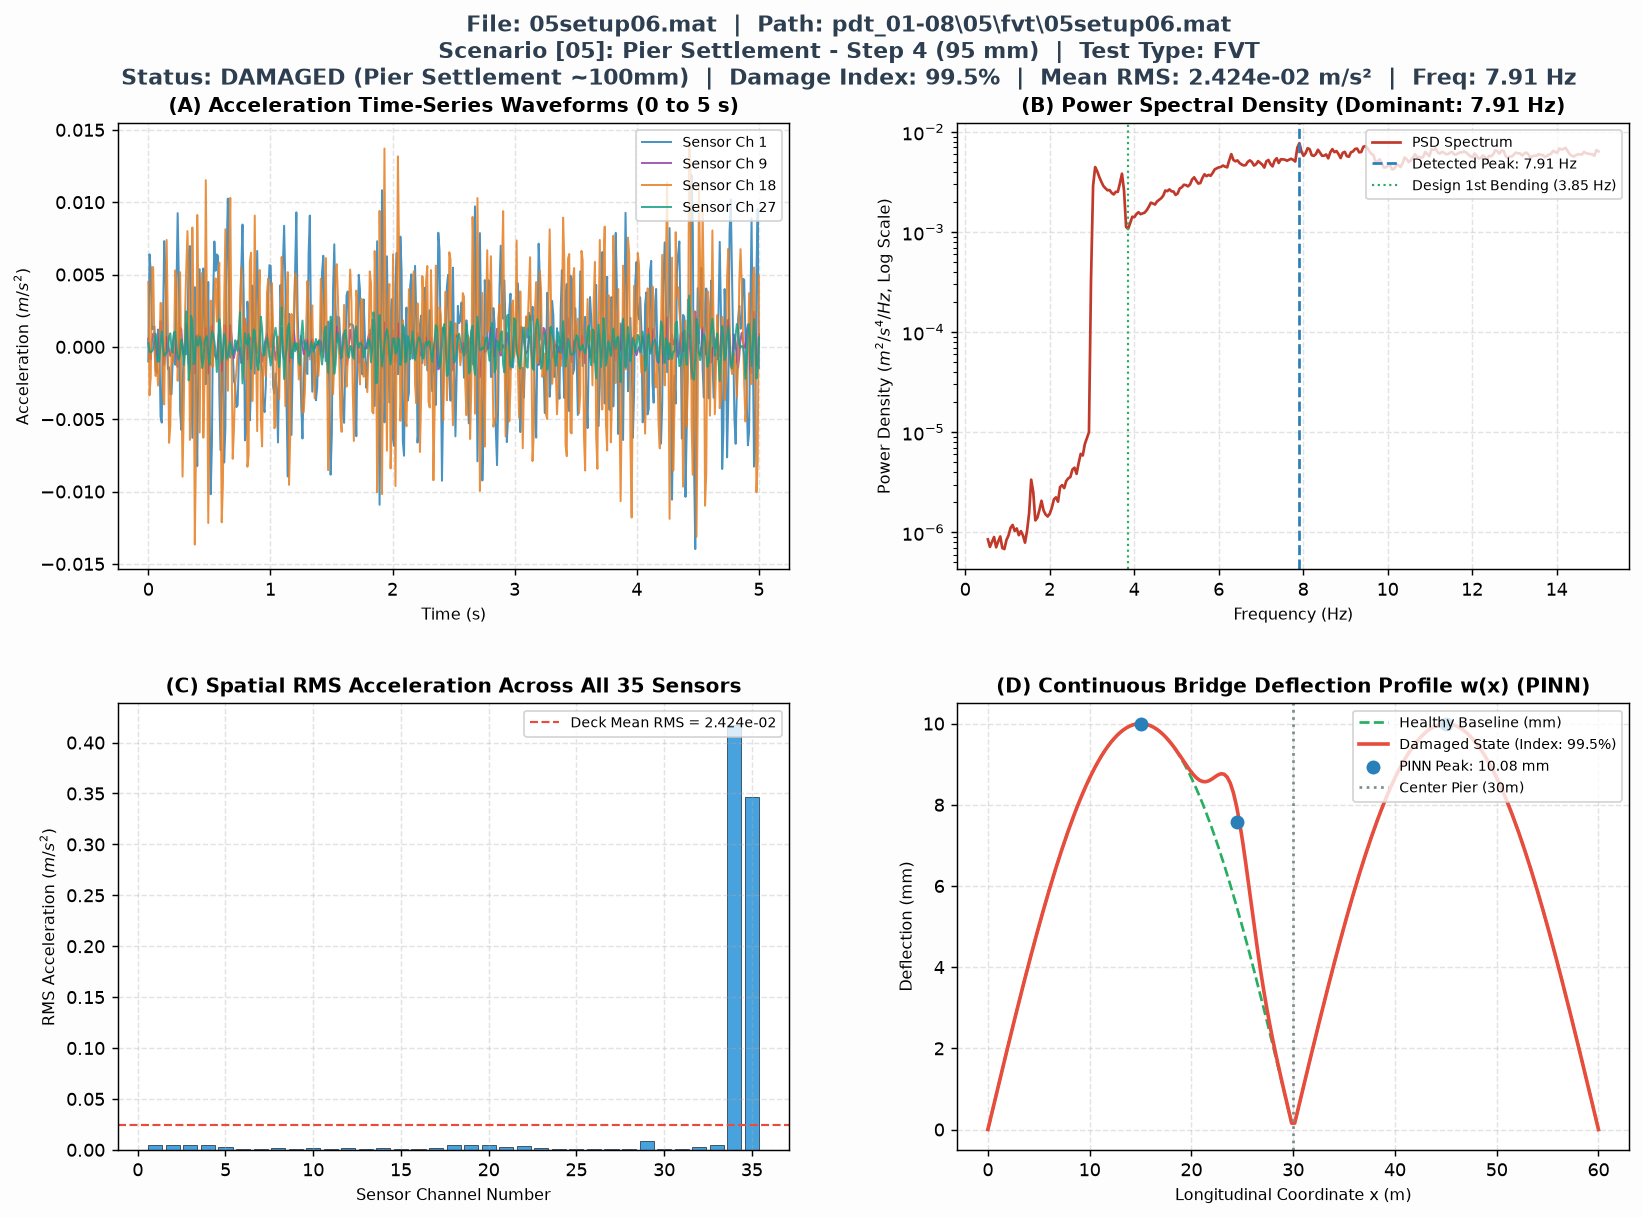 File: 05setup06.mat  |  Path: pdt_01-08\05\fvt\05setup06.mat
Scenario [05]: Pier Settlement - Step 4 (95 mm)  |  Test Type: FVT
Status: DAMAGED (Pier Settlement ~100mm)  |  Damage Index: 99.5%  |  Mean RMS: 2.424e-02 m/s²  |  Freq: 7.91 Hz
(A) Acceleration Time-Series Waveforms (0 to 5 s)
Acceleration (m/s²)
0.015
0.010
0.005
0.000
−0.005
−0.010
−0.015
Sensor Ch 1
Sensor Ch 9
Sensor Ch 18
Sensor Ch 27
0 1 2 3 4 5
Time (s)
(B) Power Spectral Density (Dominant: 7.91 Hz)
Power Density (m²/s⁴/Hz, Log Scale)
10⁻²
10⁻³
10⁻⁴
10⁻⁵
10⁻⁶
PSD Spectrum
Detected Peak: 7.91 Hz
Design 1st Bending (3.85 Hz)
0 2 4 6 8 10 12 14
Frequency (Hz)
(C) Spatial RMS Acceleration Across All 35 Sensors
RMS Acceleration (m/s²)
0.40
0.35
0.30
0.25
0.20
0.15
0.10
0.05
0.00
Deck Mean RMS = 2.424e-02
0 5 10 15 20 25 30 35
Sensor Channel Number
(D) Continuous Bridge Deflection Profile w(x) (PINN)
Deflection (mm)
10
8
6
4
2
0
Healthy Baseline (mm)
Damaged State (Index: 99.5%)
PINN Peak: 10.08 mm
Center Pier (30m)
0 10 20 30 40 50 60
Longitudinal Coordinate x (m)